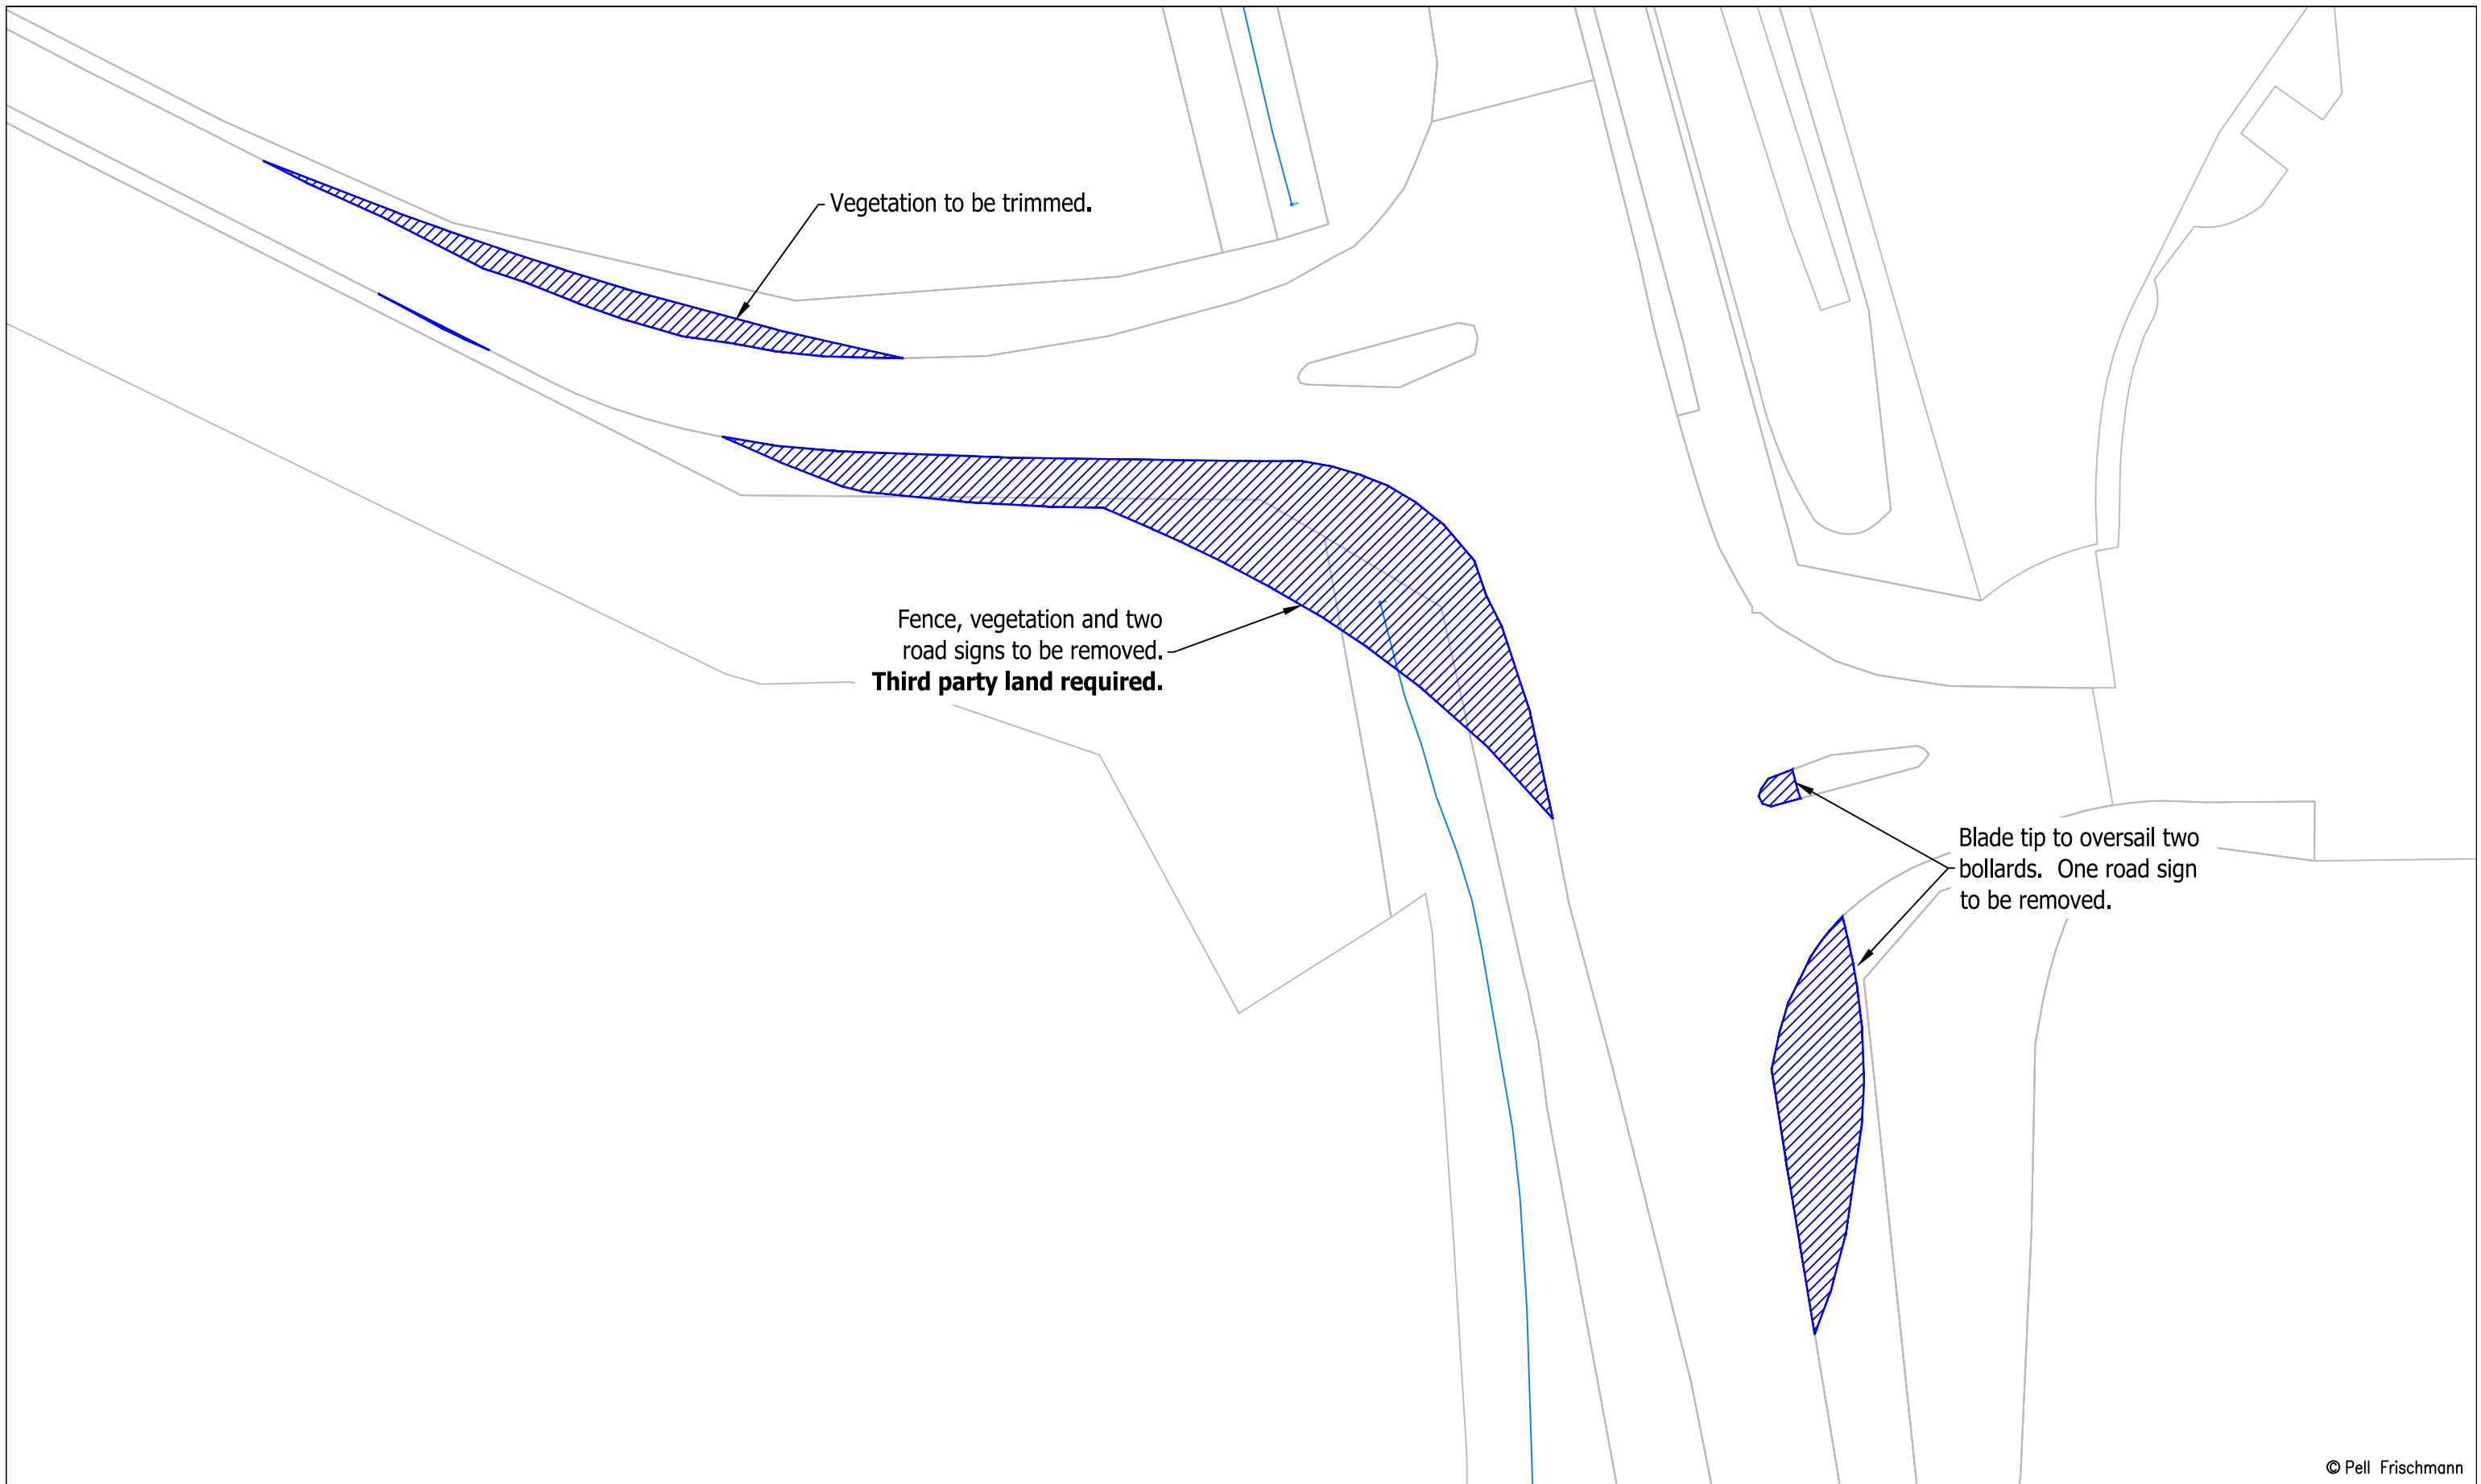 Vegetation to be trimmed.
Fence, vegetation and two
road signs to be removed.
Third party land required.
Blade tip to oversail two
bollards.  One road sign
to be removed.
© Pell Frischmann